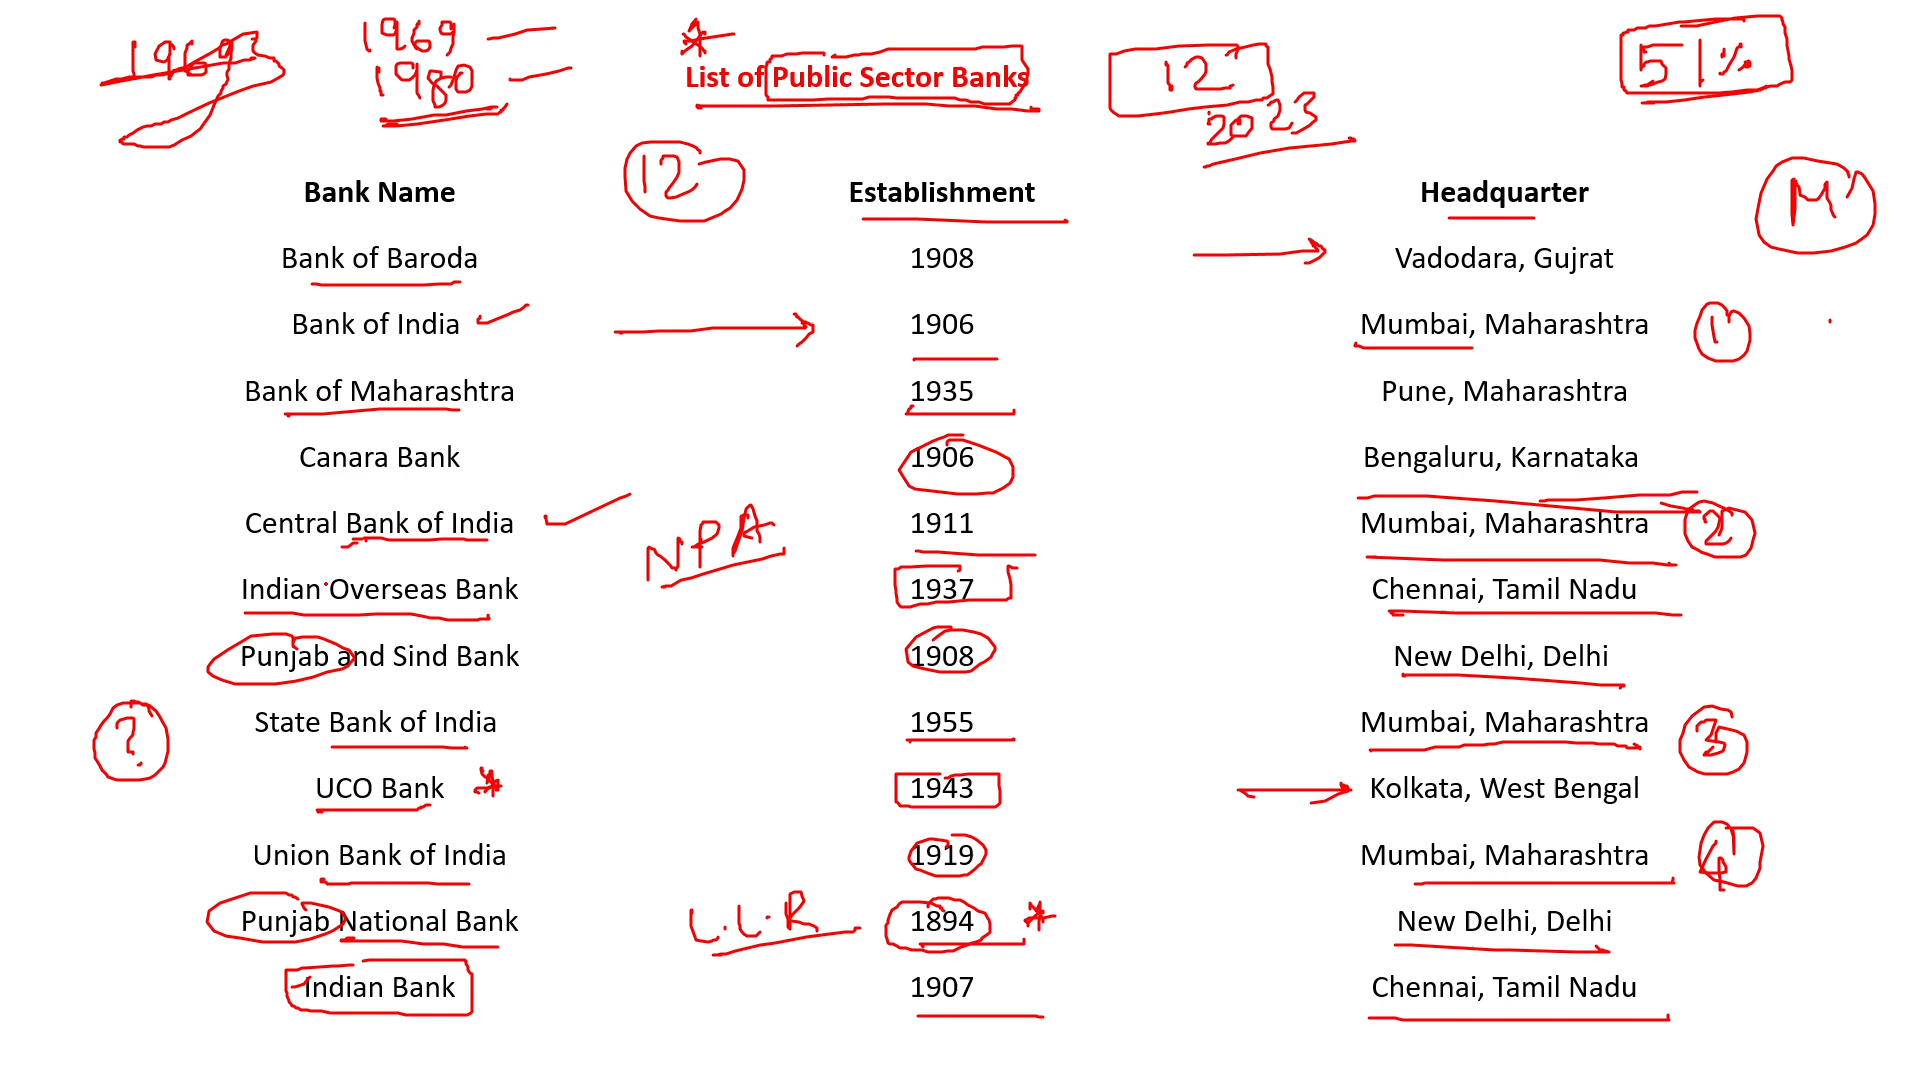 1969
1969
1980
List of Public Sector Banks
12
2023
51%
12
M
Bank Name Establishment Headquarter
Bank of Baroda 1908 Vadodara, Gujrat
Bank of India 1906 Mumbai, Maharashtra 1
Bank of Maharashtra 1935 Pune, Maharashtra
Canara Bank 1906 Bengaluru, Karnataka
Central Bank of India 1911 Mumbai, Maharashtra 2
NPA
Indian Overseas Bank 1937 Chennai, Tamil Nadu
Punjab and Sind Bank 1908 New Delhi, Delhi
? State Bank of India 1955 Mumbai, Maharashtra 3
UCO Bank 1943 Kolkata, West Bengal
Union Bank of India 1919 Mumbai, Maharashtra 4
Punjab National Bank L.L.R 1894 New Delhi, Delhi
Indian Bank 1907 Chennai, Tamil Nadu